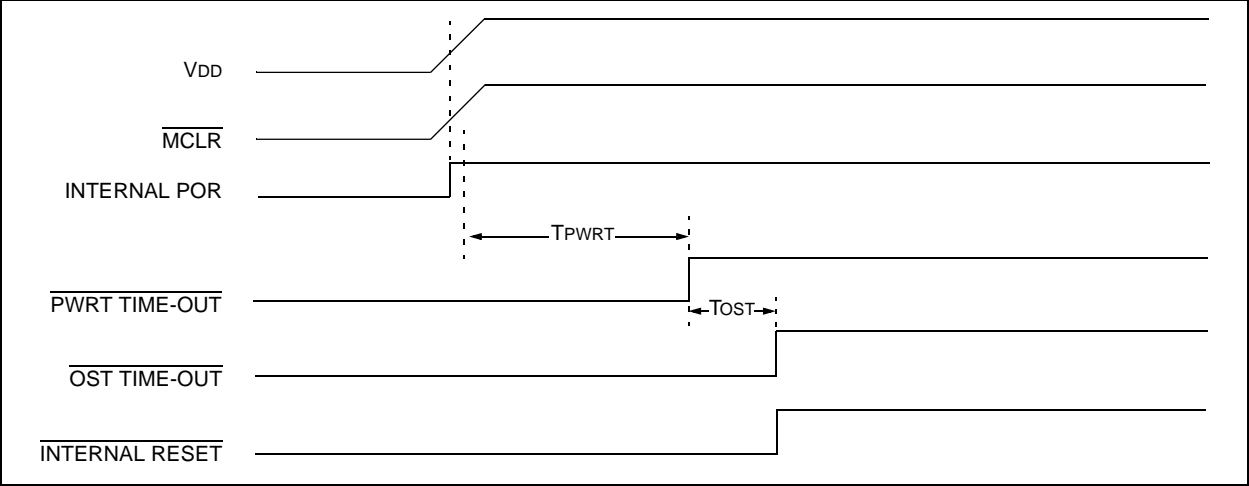 VDD
MCLR
INTERNAL POR
TPWRT
PWRT TIME-OUT
TOST
OST TIME-OUT
INTERNAL RESET